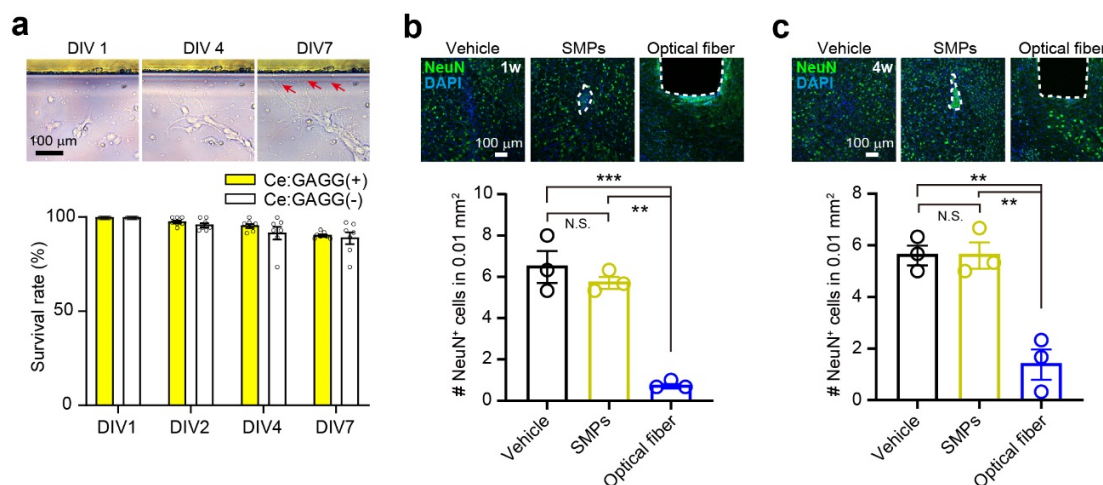 a
DIV 1 DIV 4 DIV7
100 μm
Ce:GAGG(+)
Ce:GAGG(-)
Survival rate (%)
100
50
0
DIV1 DIV2 DIV4 DIV7
b
Vehicle SMPs Optical fiber
NeuN 1w
DAPI
100 μm
***
**
N.S.
# NeuN⁺ cells in 0.01 mm²
10
8
6
4
2
0
Vehicle SMPs Optical fiber
c
Vehicle SMPs Optical fiber
NeuN 4w
DAPI
100 μm
**
**
N.S.
# NeuN⁺ cells in 0.01 mm²
8
6
4
2
0
Vehicle SMPs Optical fiber